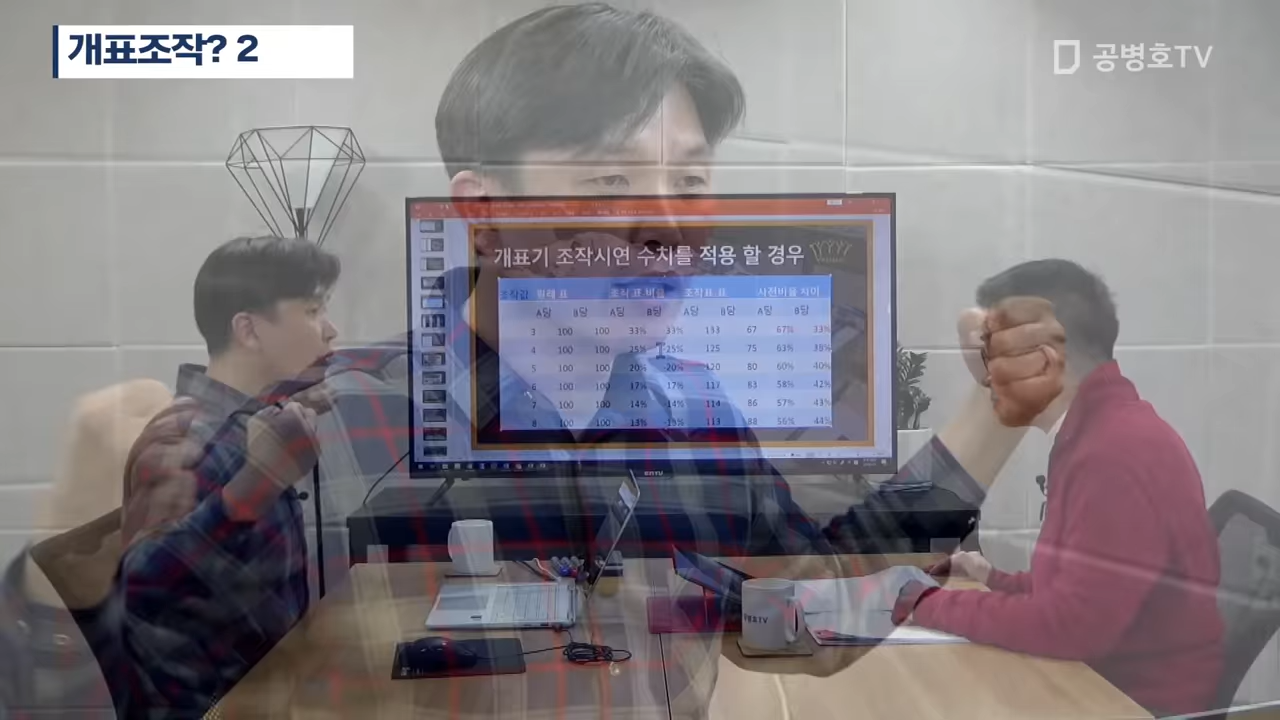 개표조작? 2
공병호TV
개표기 조작시연 수치를 적용 할 경우
조작값 원래 표 조작 표 비율 조작표 표 사전비율 차이
A당 B당 A당 B당 A당 B당 A당 B당
3 100 100 33% -33% 133 67 67% 33%
4 100 100 25% -25% 125 75 63% 38%
5 100 100 20% -20% 120 80 60% 40%
6 100 100 17% -17% 117 83 58% 42%
7 100 100 14% -14% 114 86 57% 43%
8 100 100 13% -13% 113 88 56% 44%
공병호TV